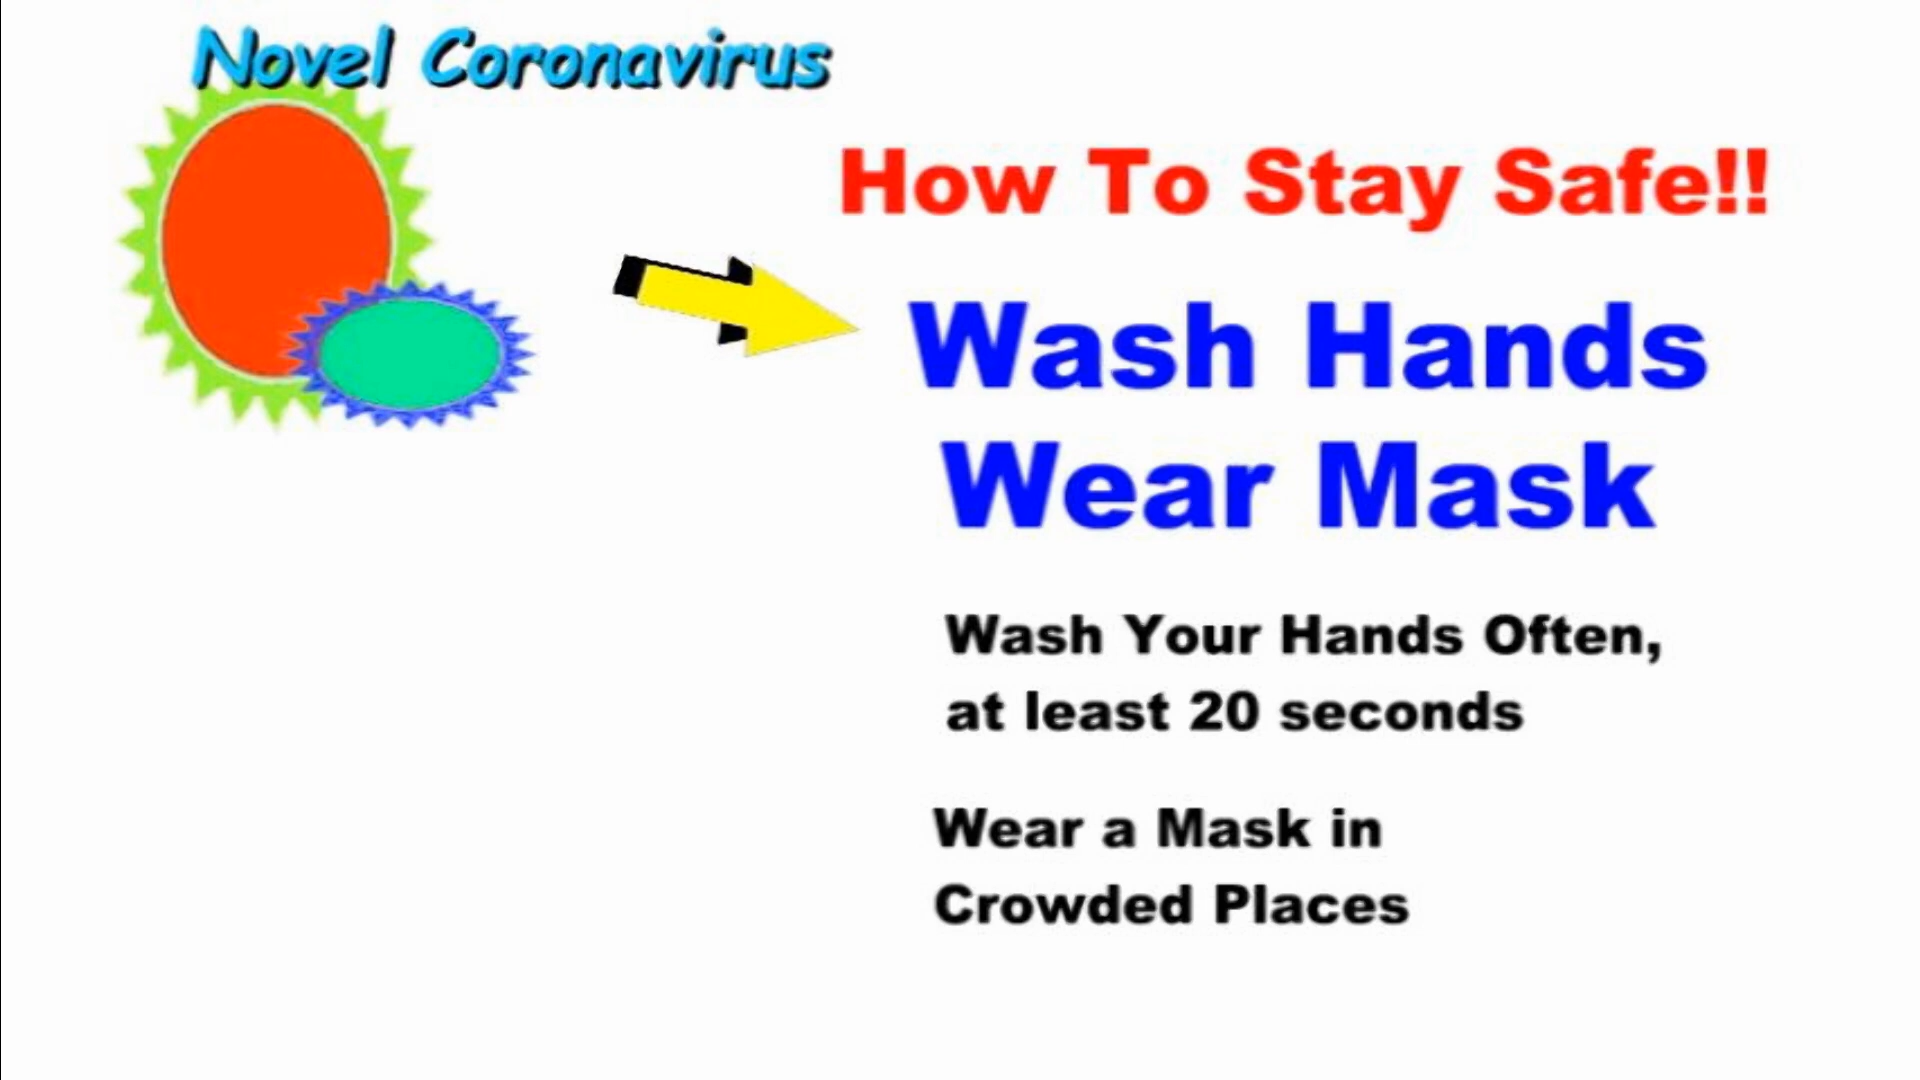 Novel Coronavirus
How To Stay Safe!!
Wash Hands
Wear Mask
Wash Your Hands Often,
at least 20 seconds
Wear a Mask in
Crowded Places